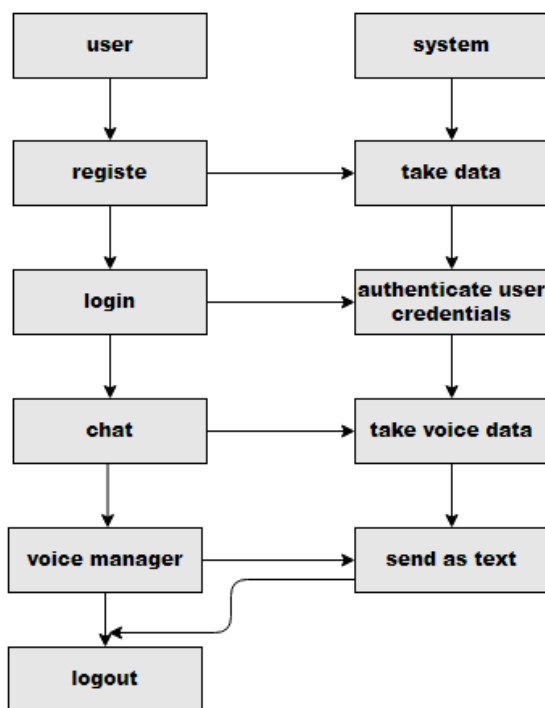 user
system
registe
take data
login
authenticate user
credentials
chat
take voice data
voice manager
send as text
logout